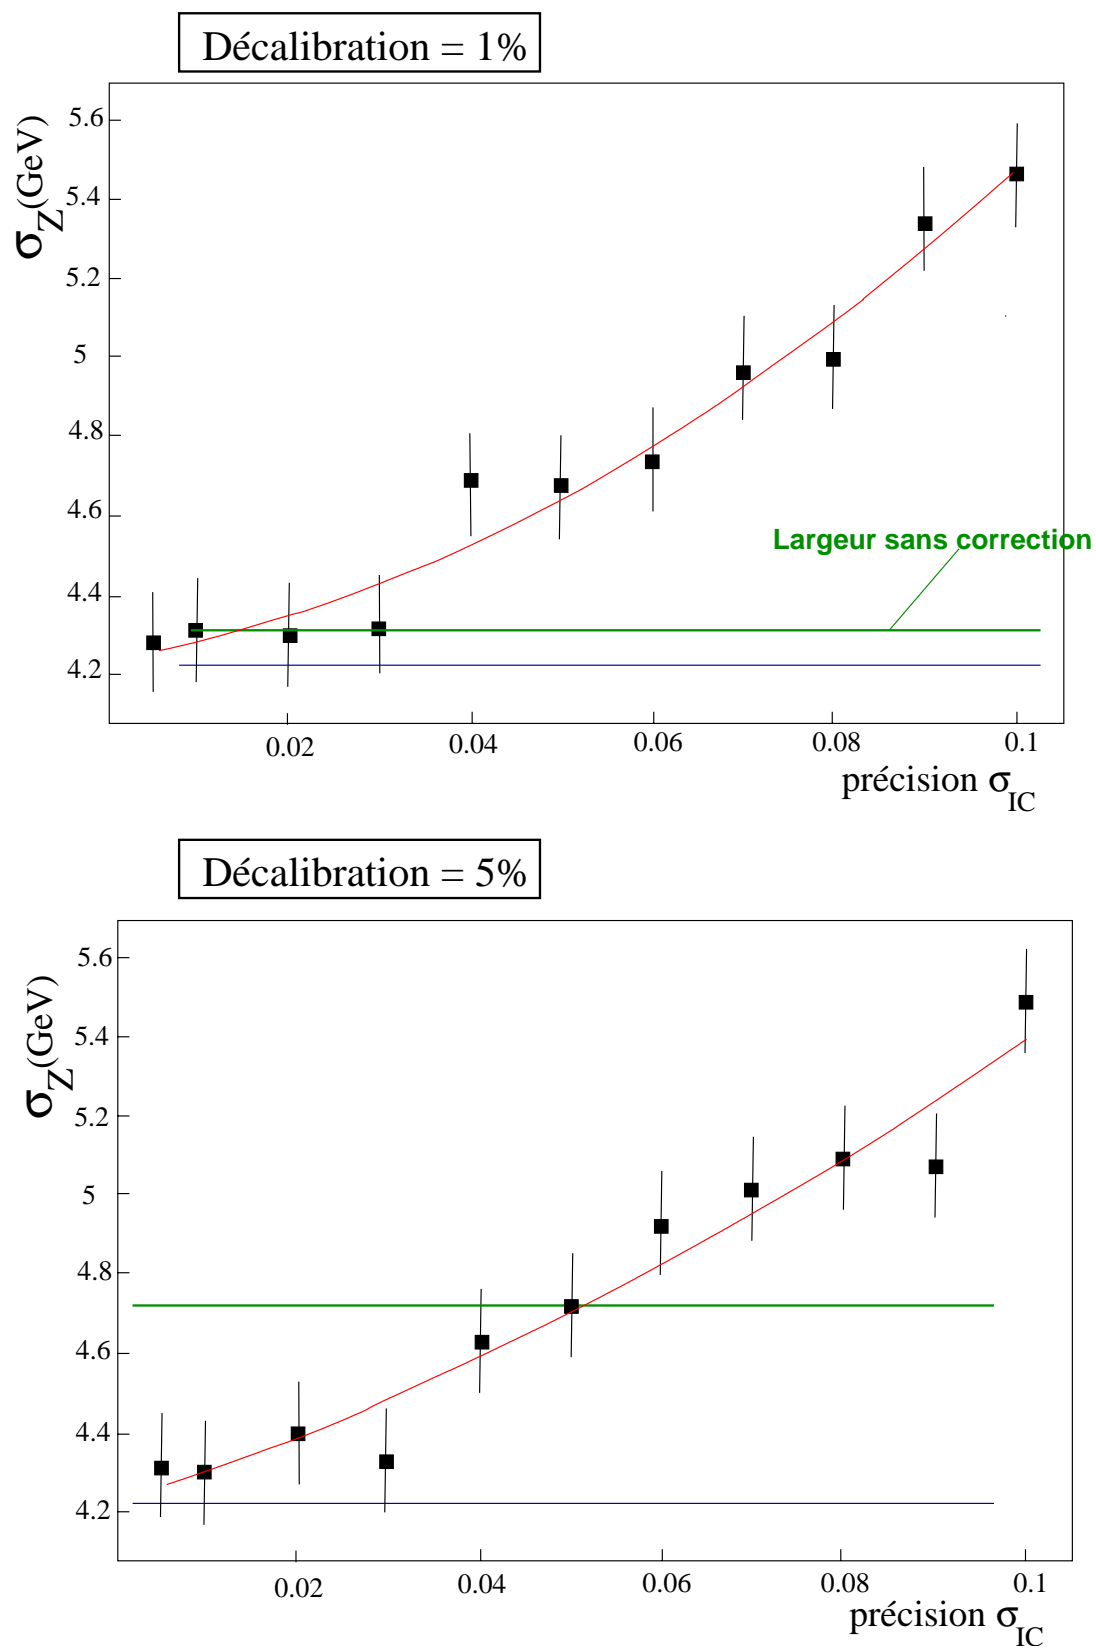 Décalibration = 1%
σZ(GeV)
5.6
5.4
5.2
5
4.8
4.6
4.4
4.2
Largeur sans correction
0.02 0.04 0.06 0.08 0.1
précision σIC
Décalibration = 5%
σZ(GeV)
5.6
5.4
5.2
5
4.8
4.6
4.4
4.2
0.02 0.04 0.06 0.08 0.1
précision σIC